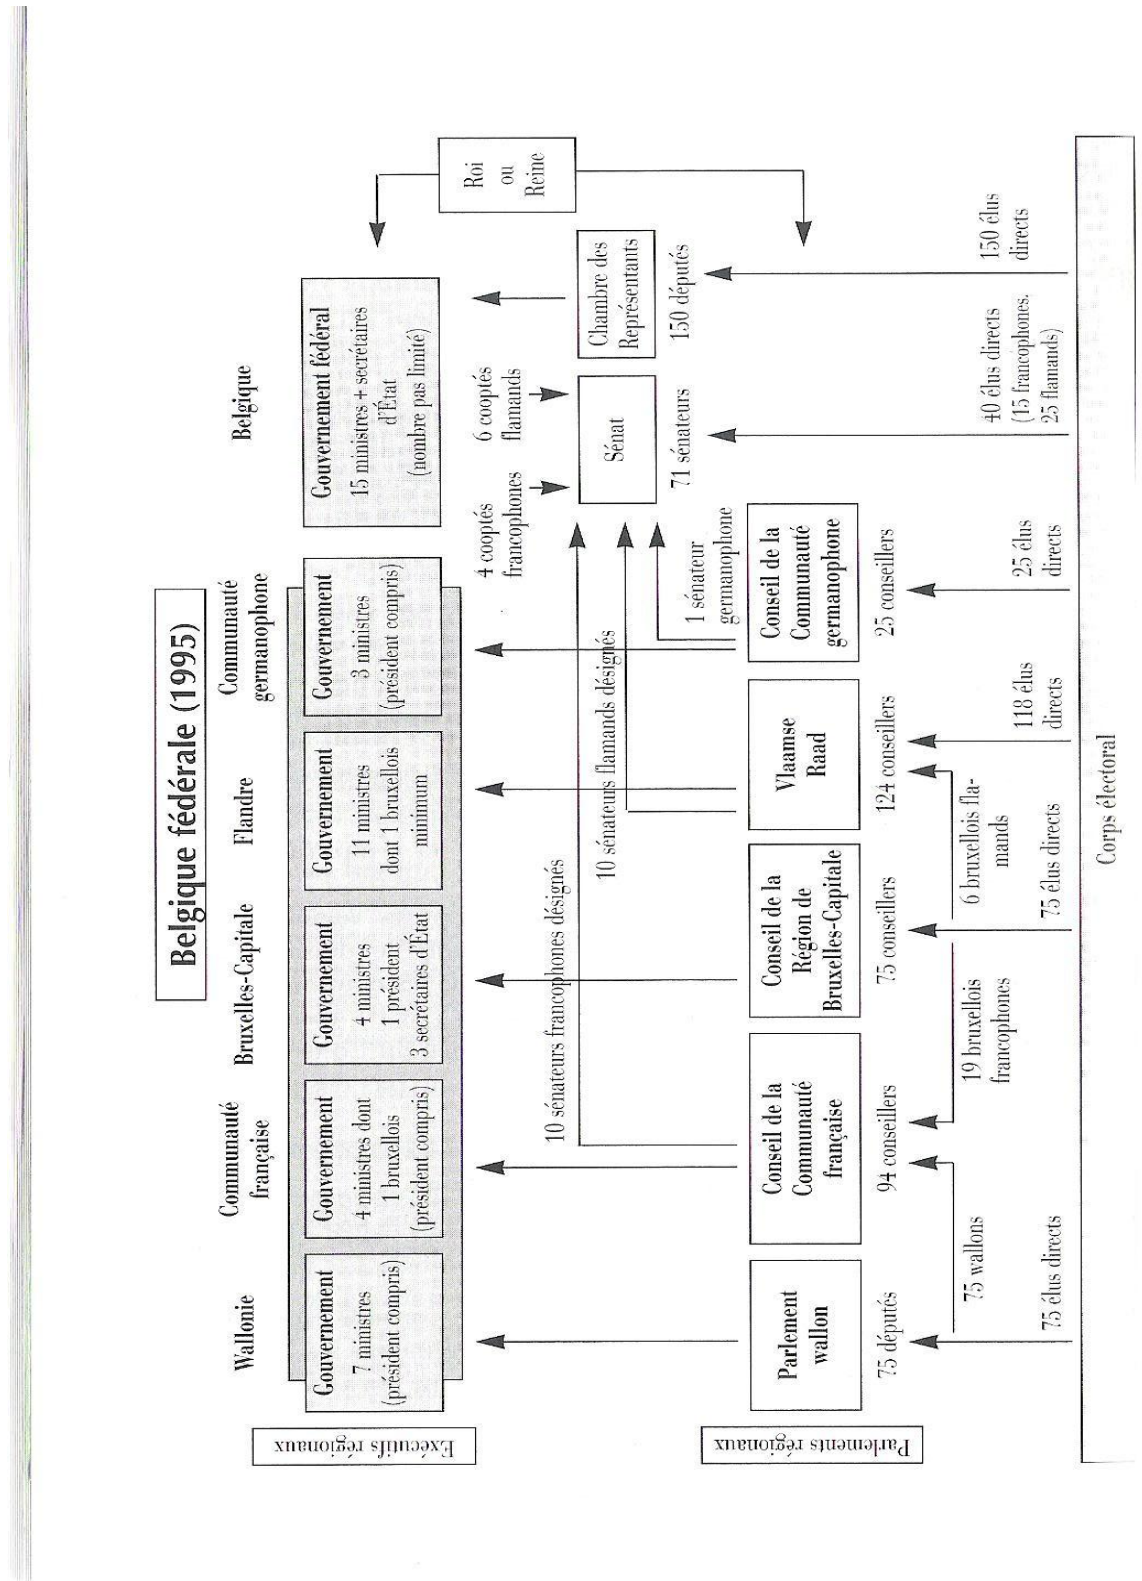 Belgique fédérale (1995)
Wallonie
Communauté
française
Bruxelles-Capitale
Flandre
Communauté
germanophone
Belgique
Exécutifs régionaux
Gouvernement
7 ministres
(président compris)
Gouvernement
4 ministres dont
1 bruxellois
(président compris)
Gouvernement
4 ministres
1 président
3 secrétaires d'État
Gouvernement
11 ministres
dont 1 bruxellois
minimum
Gouvernement
3 ministres
(président compris)
Gouvernement fédéral
15 ministres + secrétaires
d'État
(nombre pas limité)
Roi
ou
Reine
4 cooptés
francophones
6 cooptés
flamands
10 sénateurs francophones désignés
10 sénateurs flamands désignés
1 sénateur
germanophone
Sénat
71 sénateurs
Chambre des
Représentants
150 députés
Parlements régionaux
Parlement
wallon
75 députés
Conseil de la
Communauté
française
94 conseillers
Conseil de la
Région de
Bruxelles-Capitale
75 conseillers
Vlaamse
Raad
124 conseillers
Conseil de la
Communauté
germanophone
25 conseillers
75 wallons
19 bruxellois
francophones
6 bruxellois fla-
mands
75 élus directs
75 élus directs
118 élus
directs
25 élus
directs
40 élus directs
(15 francophones.
25 flamands)
150 élus
directs
Corps électoral